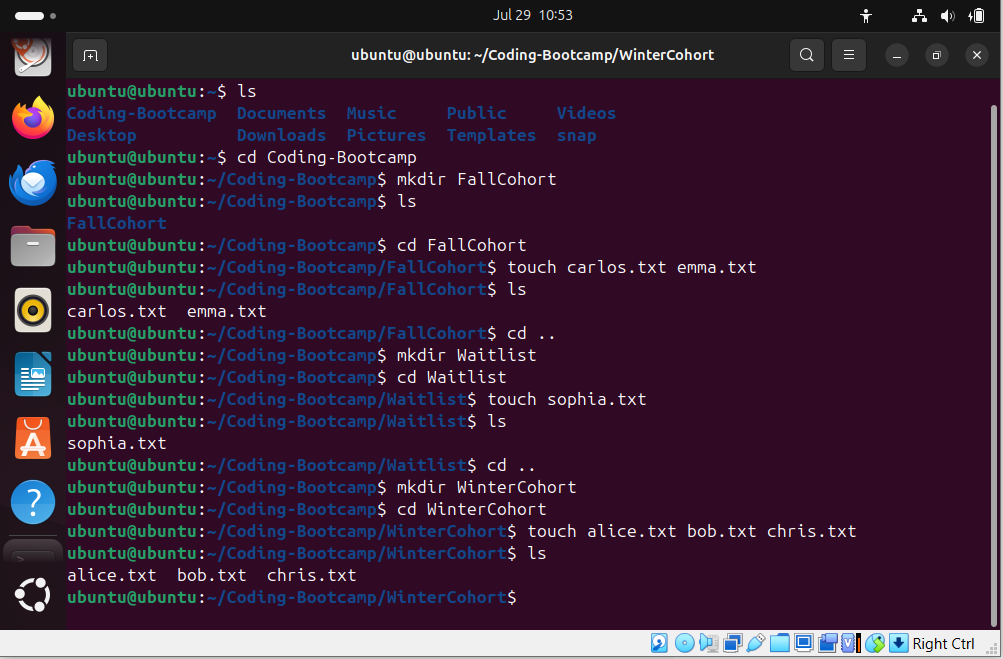 Jul 29 10:53
ubuntu@ubuntu: ~/Coding-Bootcamp/WinterCohort
ubuntu@ubuntu:~$ ls
Coding-Bootcamp  Documents  Music     Public     Videos
Desktop          Downloads  Pictures  Templates  snap
ubuntu@ubuntu:~$ cd Coding-Bootcamp
ubuntu@ubuntu:~/Coding-Bootcamp$ mkdir FallCohort
ubuntu@ubuntu:~/Coding-Bootcamp$ ls
FallCohort
ubuntu@ubuntu:~/Coding-Bootcamp$ cd FallCohort
ubuntu@ubuntu:~/Coding-Bootcamp/FallCohort$ touch carlos.txt emma.txt
ubuntu@ubuntu:~/Coding-Bootcamp/FallCohort$ ls
carlos.txt  emma.txt
ubuntu@ubuntu:~/Coding-Bootcamp/FallCohort$ cd ..
ubuntu@ubuntu:~/Coding-Bootcamp$ mkdir Waitlist
ubuntu@ubuntu:~/Coding-Bootcamp$ cd Waitlist
ubuntu@ubuntu:~/Coding-Bootcamp/Waitlist$ touch sophia.txt
ubuntu@ubuntu:~/Coding-Bootcamp/Waitlist$ ls
sophia.txt
ubuntu@ubuntu:~/Coding-Bootcamp/Waitlist$ cd ..
ubuntu@ubuntu:~/Coding-Bootcamp$ mkdir WinterCohort
ubuntu@ubuntu:~/Coding-Bootcamp$ cd WinterCohort
ubuntu@ubuntu:~/Coding-Bootcamp/WinterCohort$ touch alice.txt bob.txt chris.txt
ubuntu@ubuntu:~/Coding-Bootcamp/WinterCohort$ ls
alice.txt  bob.txt  chris.txt
ubuntu@ubuntu:~/Coding-Bootcamp/WinterCohort$
Right Ctrl